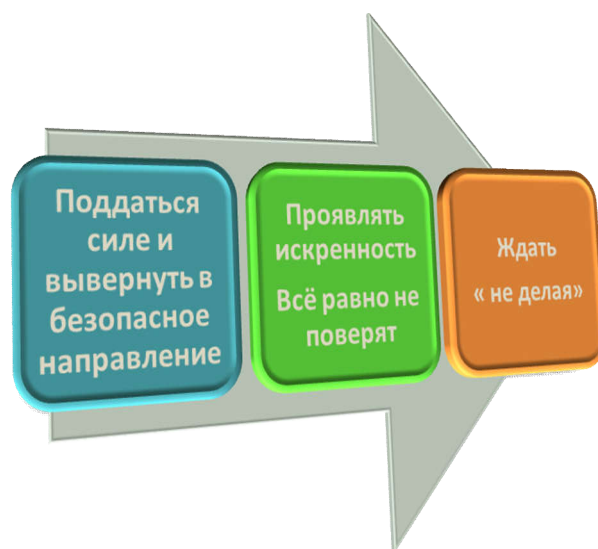 Поддаться
силе и
вывернуть в
безопасное
направление
Проявлять
искренность
Всё равно не
поверят
Ждать
« не делая»